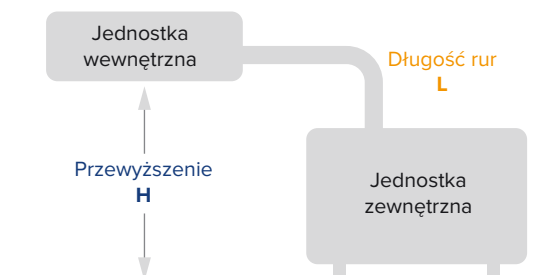 Jednostka
wewnętrzna
Długość rur
L
Przewyższenie
H
Jednostka
zewnętrzna